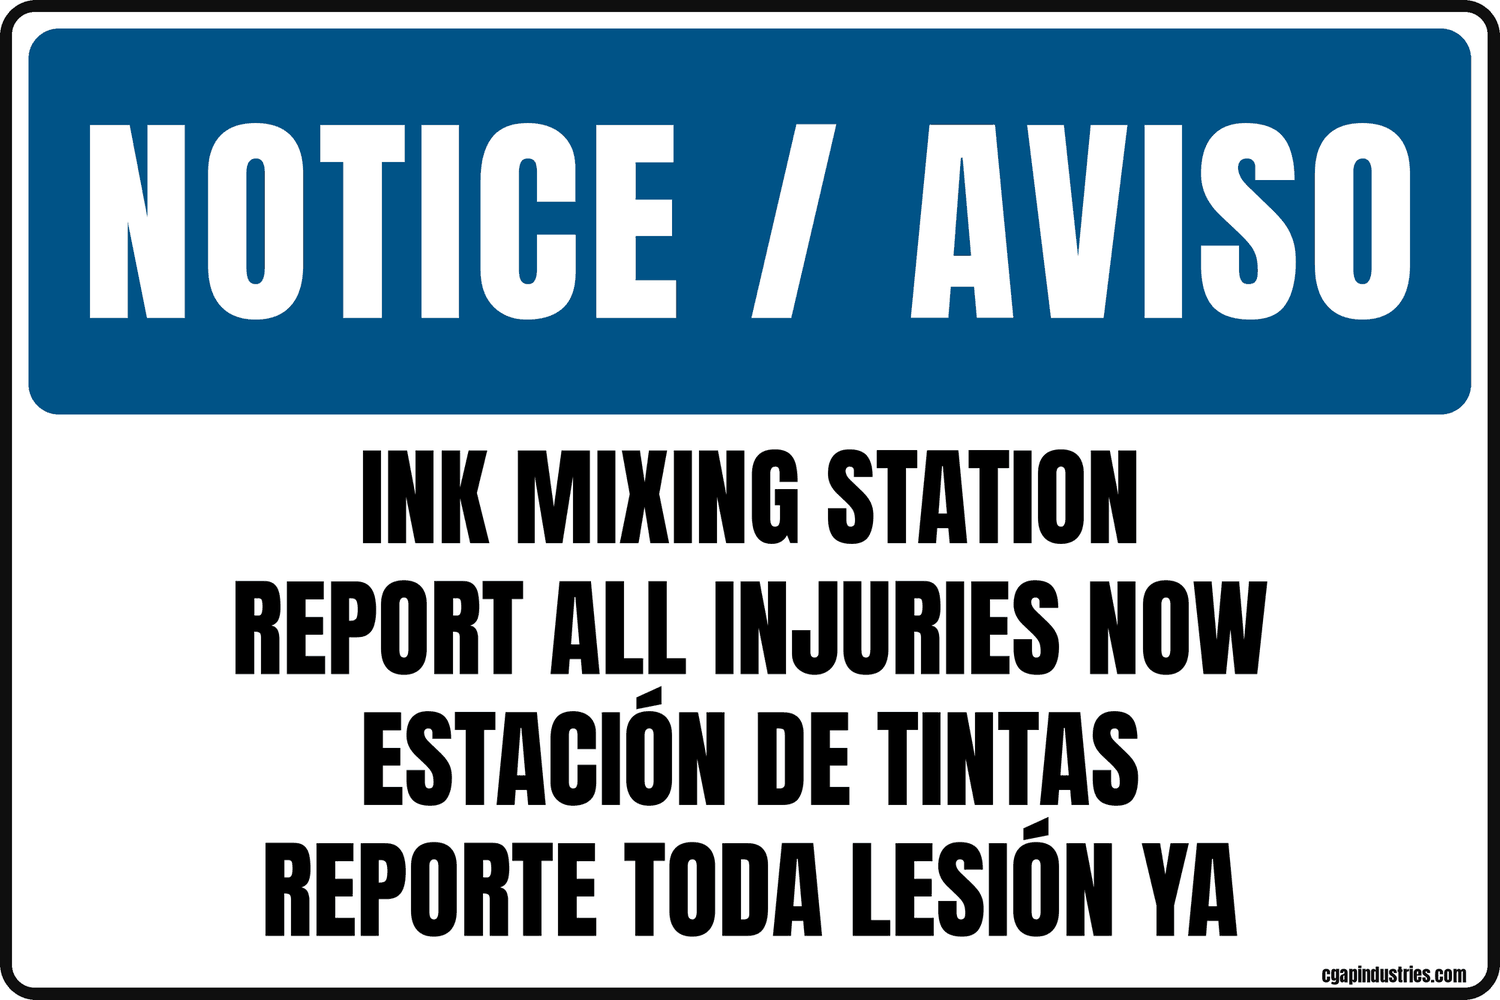 NOTICE / AVISO
INK MIXING STATION
REPORT ALL INJURIES NOW
ESTACIÓN DE TINTAS
REPORTE TODA LESIÓN YA
cgapindustries.com